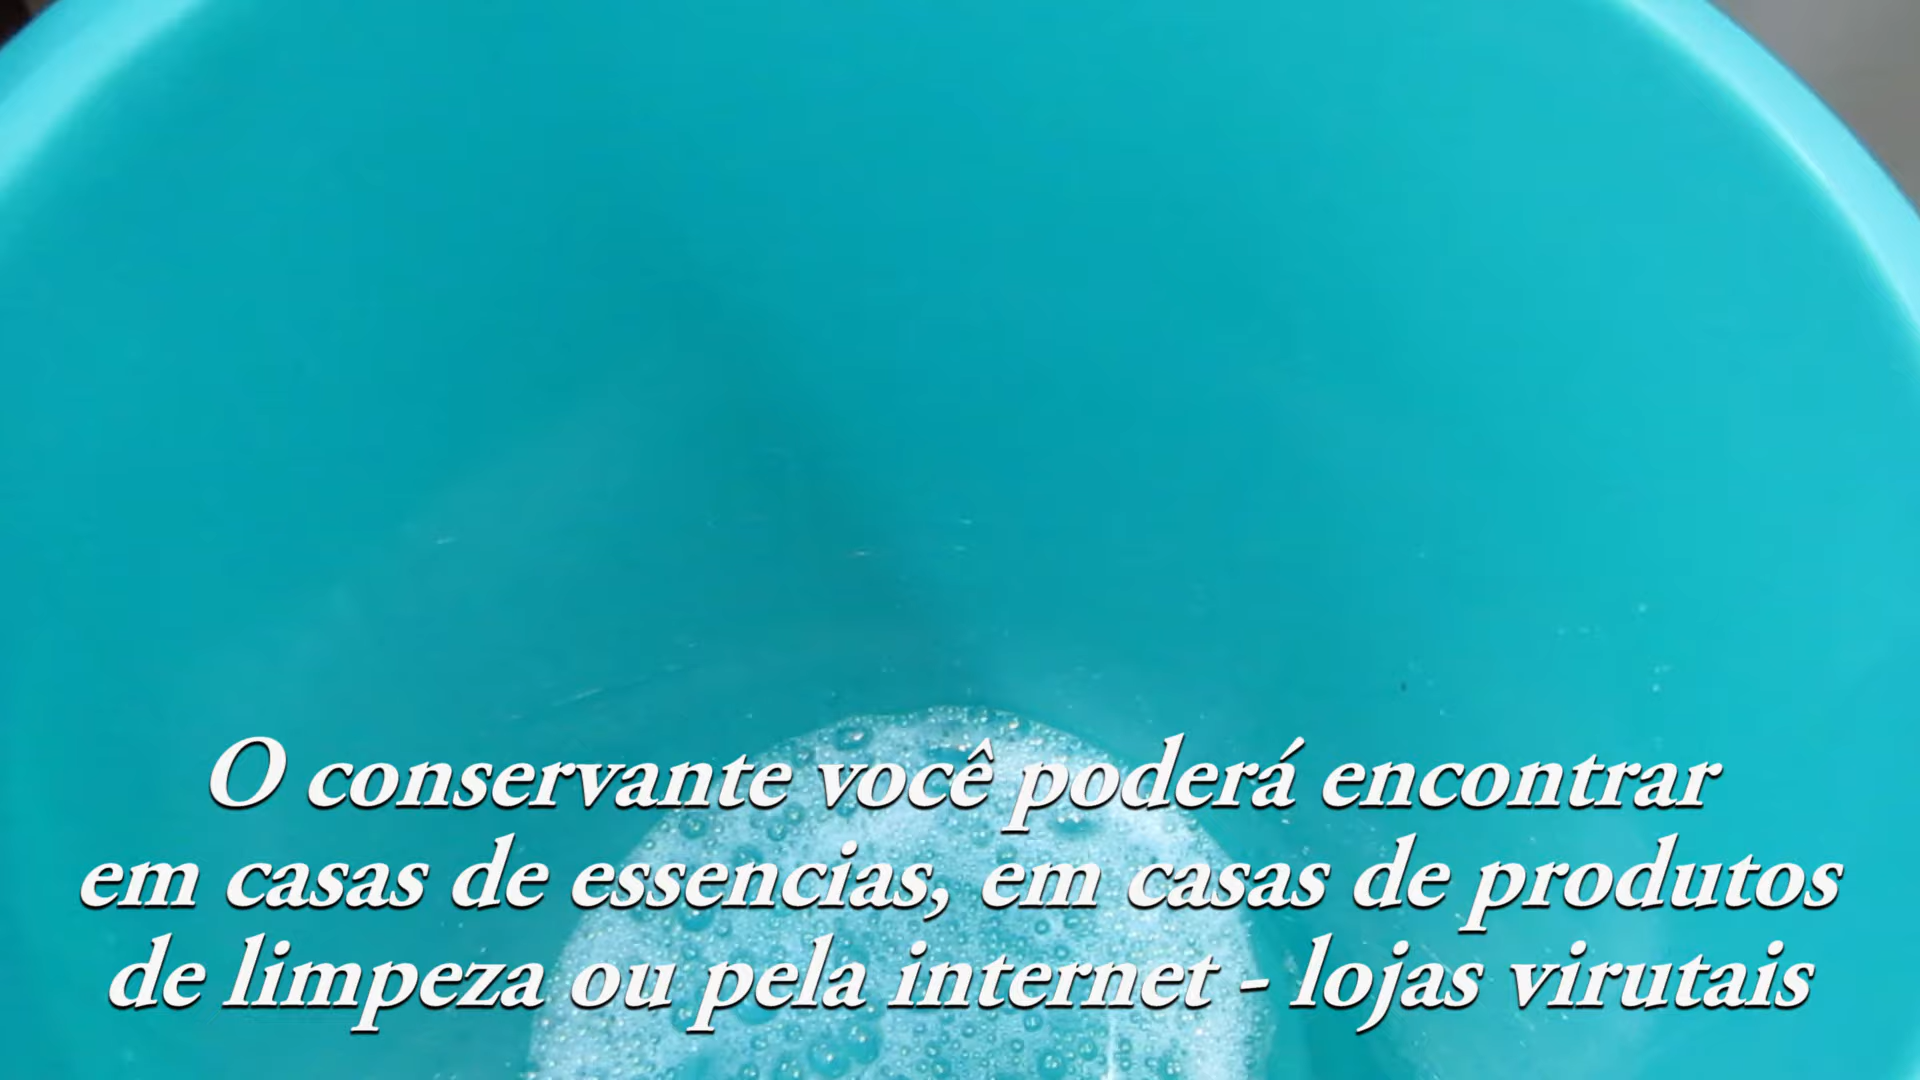 O conservante você poderá encontrar
em casas de essencias, em casas de produtos
de limpeza ou pela internet - lojas virutais